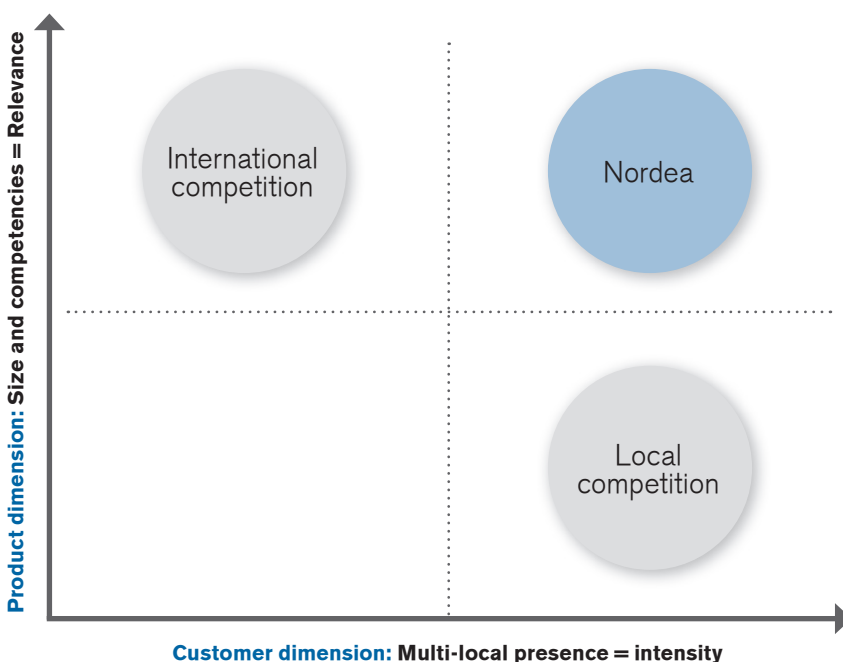 Product dimension: Size and competencies = Relevance
International
competition
Nordea
Local
competition
Customer dimension: Multi-local presence = intensity